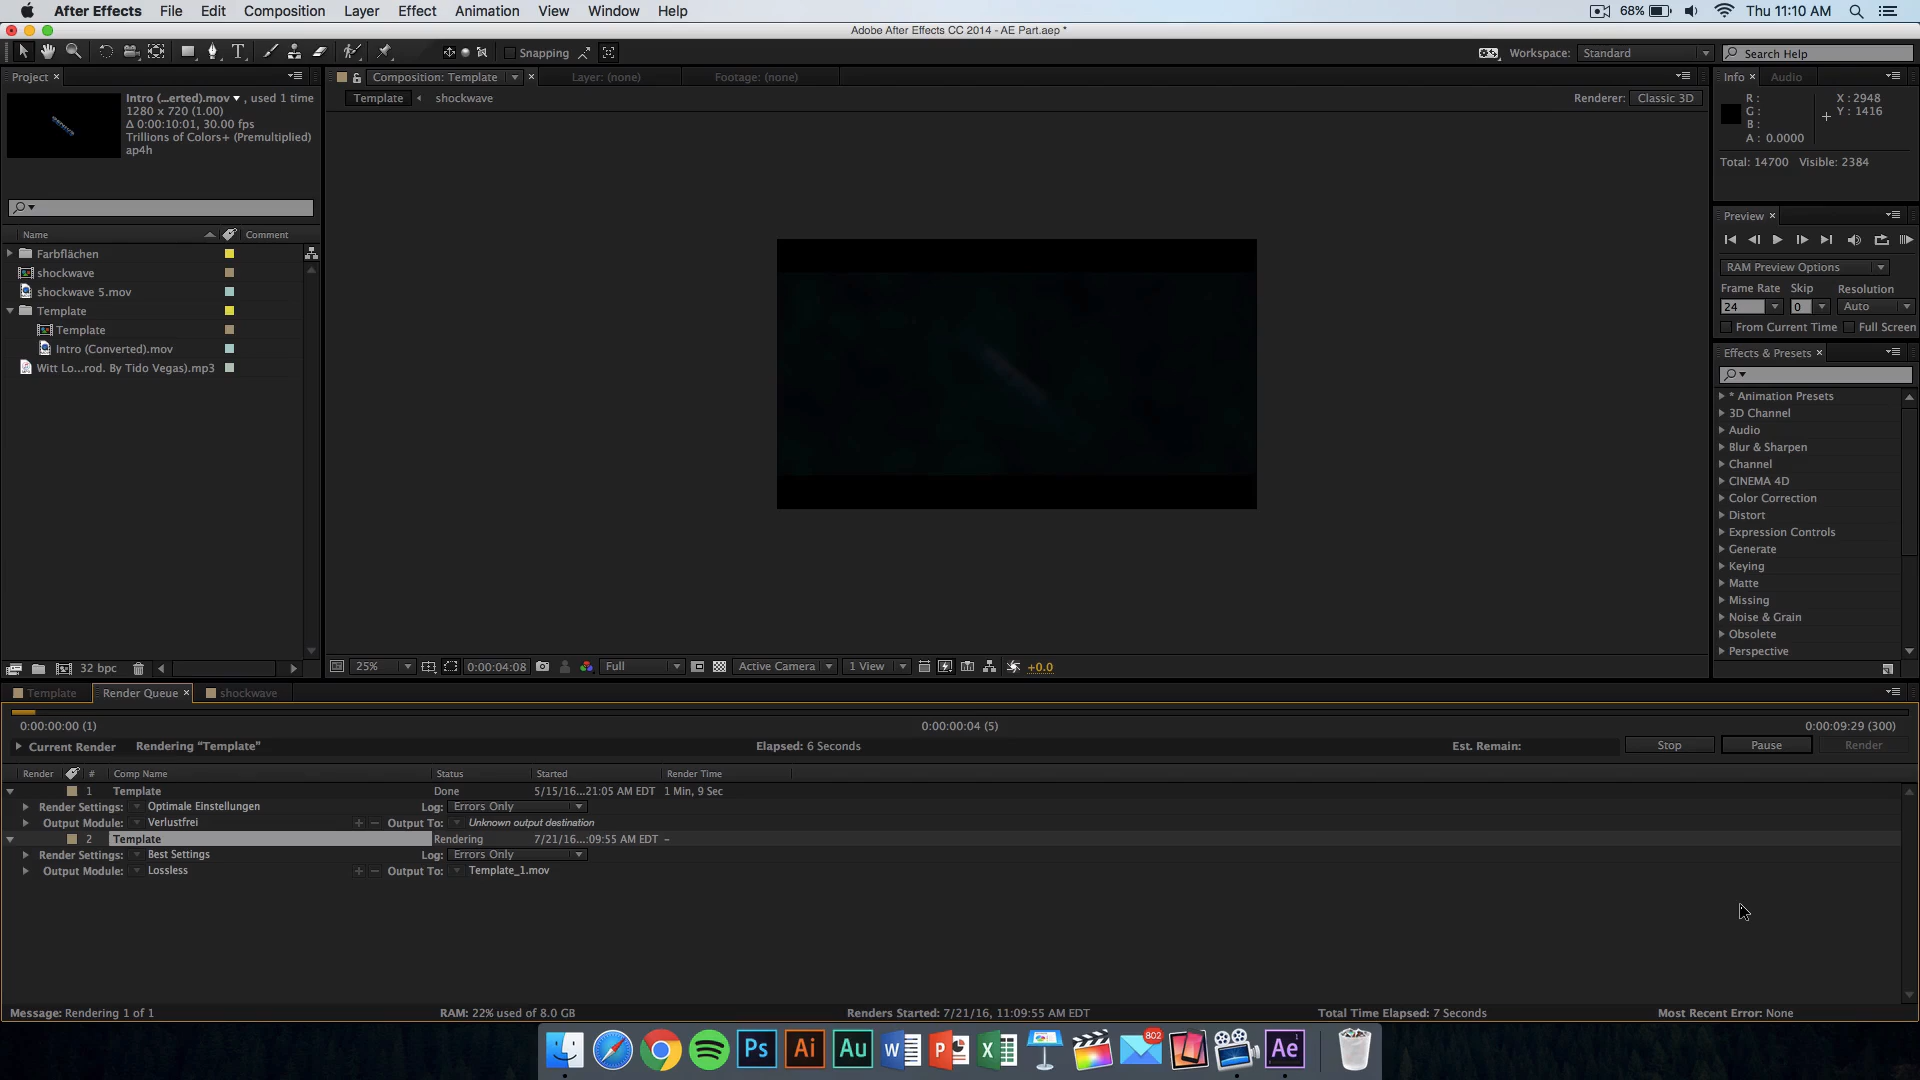 After Effects File Edit Composition Layer Effect Animation View Window Help 68% Thu 11:10 AM
Adobe After Effects CC 2014 - AE Part.aep *
T Snapping Workspace: Standard Search Help
Project Composition: Template Layer: (none) Footage: (none) Info Audio
Intro (...erted).mov , used 1 time
1280 x 720 (1.00)
Δ 0:00:10:01, 30.00 fps
Trillions of Colors+ (Premultiplied)
ap4h
Template shockwave Renderer: Classic 3D
R: X : 2948
G: Y : 1416
B:
A : 0.0000
Total: 14700 Visible: 2384
Preview
RAM Preview Options
Frame Rate Skip Resolution
24 0 Auto
From Current Time Full Screen
Name Comment
Farbflächen
shockwave
shockwave 5.mov
Template
Template
Intro (Converted).mov
Witt Lo...rod. By Tido Vegas).mp3
Effects & Presets
* Animation Presets
3D Channel
Audio
Blur & Sharpen
Channel
CINEMA 4D
Color Correction
Distort
Expression Controls
Generate
Keying
Matte
Missing
Noise & Grain
Obsolete
Perspective
32 bpc 25% 0:00:04:08 Full Active Camera 1 View +0.0
Template Render Queue shockwave
0:00:00:00 (1) 0:00:00:04 (5) 0:00:09:29 (300)
Current Render Rendering “Template” Elapsed: 6 Seconds Est. Remain: Stop Pause Render
Render # Comp Name Status Started Render Time
1 Template Done 5/15/16...21:05 AM EDT 1 Min, 9 Sec
Render Settings: Optimale Einstellungen Log: Errors Only
Output Module: Verlustfrei + − Output To: Unknown output destination
2 Template Rendering 7/21/16...:09:55 AM EDT –
Render Settings: Best Settings Log: Errors Only
Output Module: Lossless + − Output To: Template_1.mov
Message: Rendering 1 of 1 RAM: 22% used of 8.0 GB Renders Started: 7/21/16, 11:09:55 AM EDT Total Time Elapsed: 7 Seconds Most Recent Error: None
Ps Ai Au W P X 802 Ae